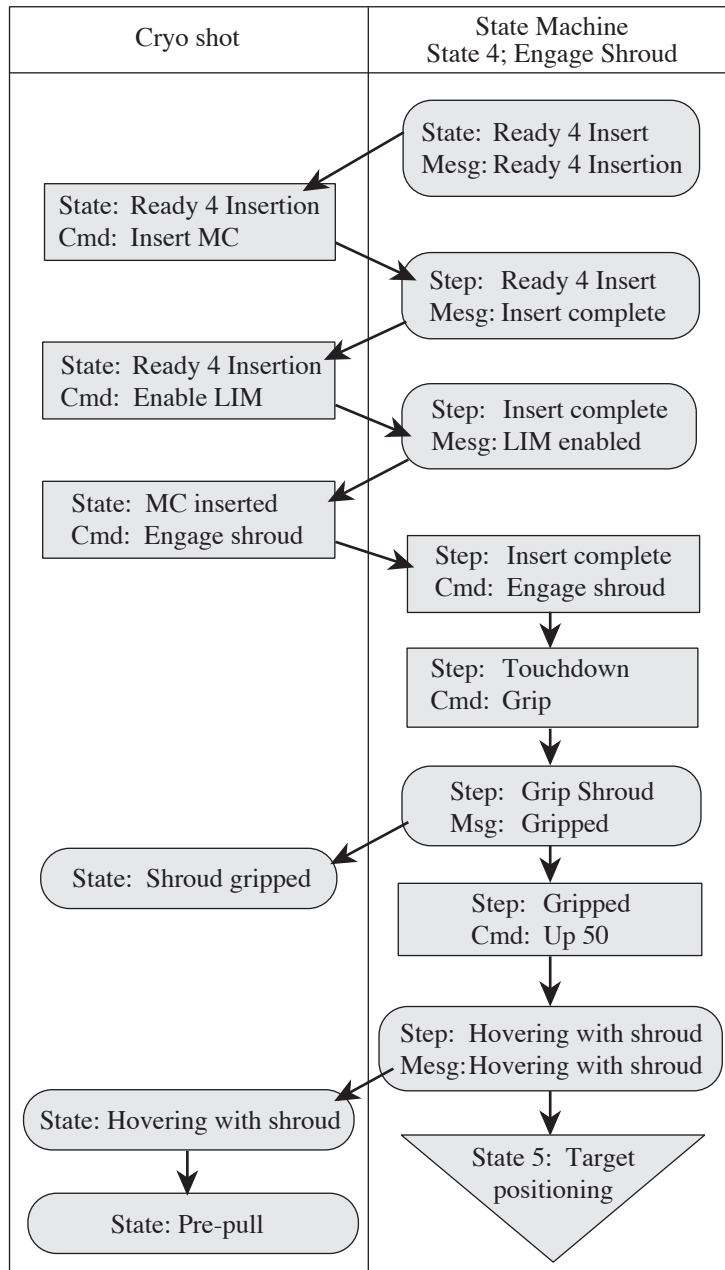 Cryo shot
State Machine
State 4; Engage Shroud
State: Ready 4 Insert
Mesg: Ready 4 Insertion
State: Ready 4 Insertion
Cmd: Insert MC
Step: Ready 4 Insert
Mesg: Insert complete
State: Ready 4 Insertion
Cmd: Enable LIM
Step: Insert complete
Mesg: LIM enabled
State: MC inserted
Cmd: Engage shroud
Step: Insert complete
Cmd: Engage shroud
Step: Touchdown
Cmd: Grip
Step: Grip Shroud
Msg: Gripped
State: Shroud gripped
Step: Gripped
Cmd: Up 50
Step: Hovering with shroud
Mesg: Hovering with shroud
State: Hovering with shroud
State 5: Target
positioning
State: Pre-pull